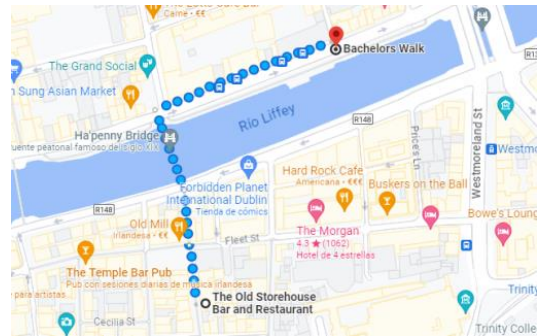 Carne • €€
Bachelors Walk
The Grand Social
Sung Asian Market
Ha'penny Bridge
uente peatonal famoso del siglo XIX
Rio Liffey
R148
Price's Ln
Westmoreland St
Westmo
Forbidden Planet
International Dublin
Tienda de cómics
Hard Rock Cafe
Americana • €€€
Buskers on the Ball
R148
Old Mill
Irlandesa • €€
Fleet St
The Morgan
4.3 ★ (1062)
Hotel de 4 estrellas
Bowe's Loung
The Temple Bar Pub
Pub con sesiones diarias de música irlandesa
para artistas
The Old Storehouse
Bar and Restaurant
Cecilia St
Trinity
Trinity Colle